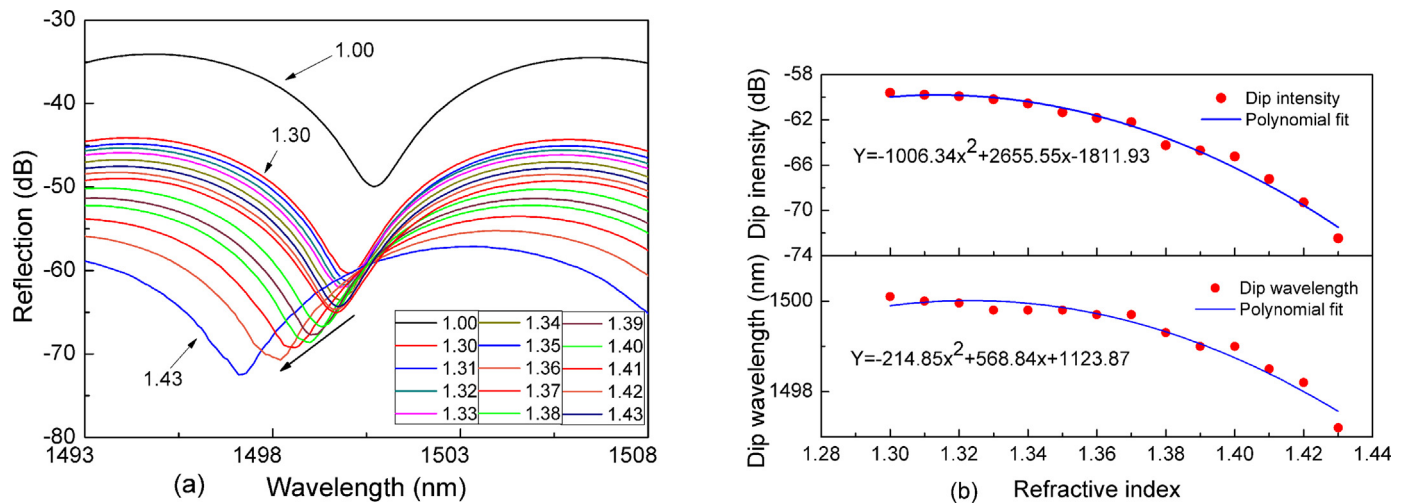 -30
-40
-50
-60
-70
-80
Reflection (dB)
1.00
1.30
1.43
1.00 1.34 1.39
1.30 1.35 1.40
1.31 1.36 1.41
1.32 1.37 1.42
1.33 1.38 1.43
1493 1498 1503 1508
(a) Wavelength (nm)
-58
-62
-66
-70
-74
Dip inensity (dB)
Dip intensity
Polynomial fit
Y=-1006.34x²+2655.55x-1811.93
1500
1498
Dip wavelength (nm)
Dip wavelength
Polynomial fit
Y=-214.85x²+568.84x+1123.87
1.28 1.30 1.32 1.34 1.36 1.38 1.40 1.42 1.44
(b) Refractive index